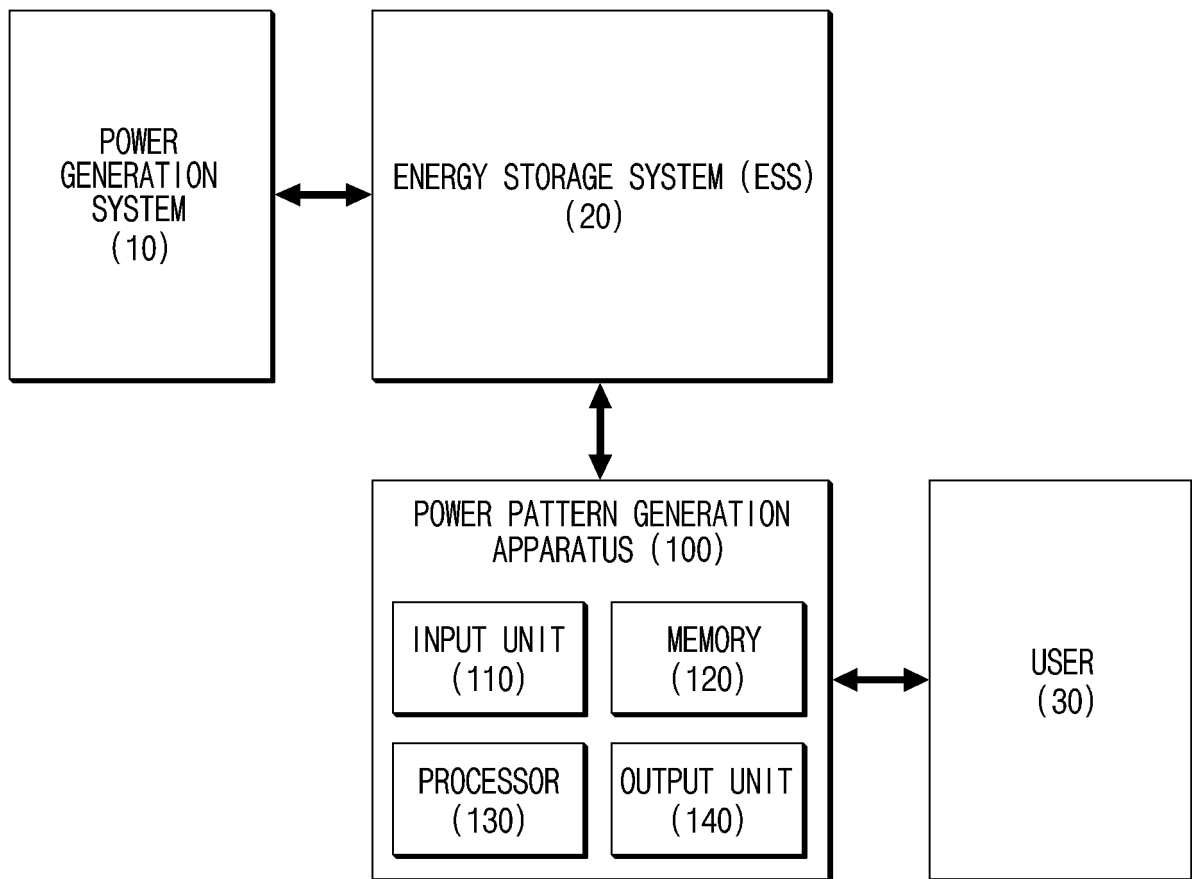 POWER
GENERATION
SYSTEM
(10)
ENERGY STORAGE SYSTEM (ESS)
(20)
POWER PATTERN GENERATION
APPARATUS (100)
INPUT UNIT
(110)
MEMORY
(120)
PROCESSOR
(130)
OUTPUT UNIT
(140)
USER
(30)